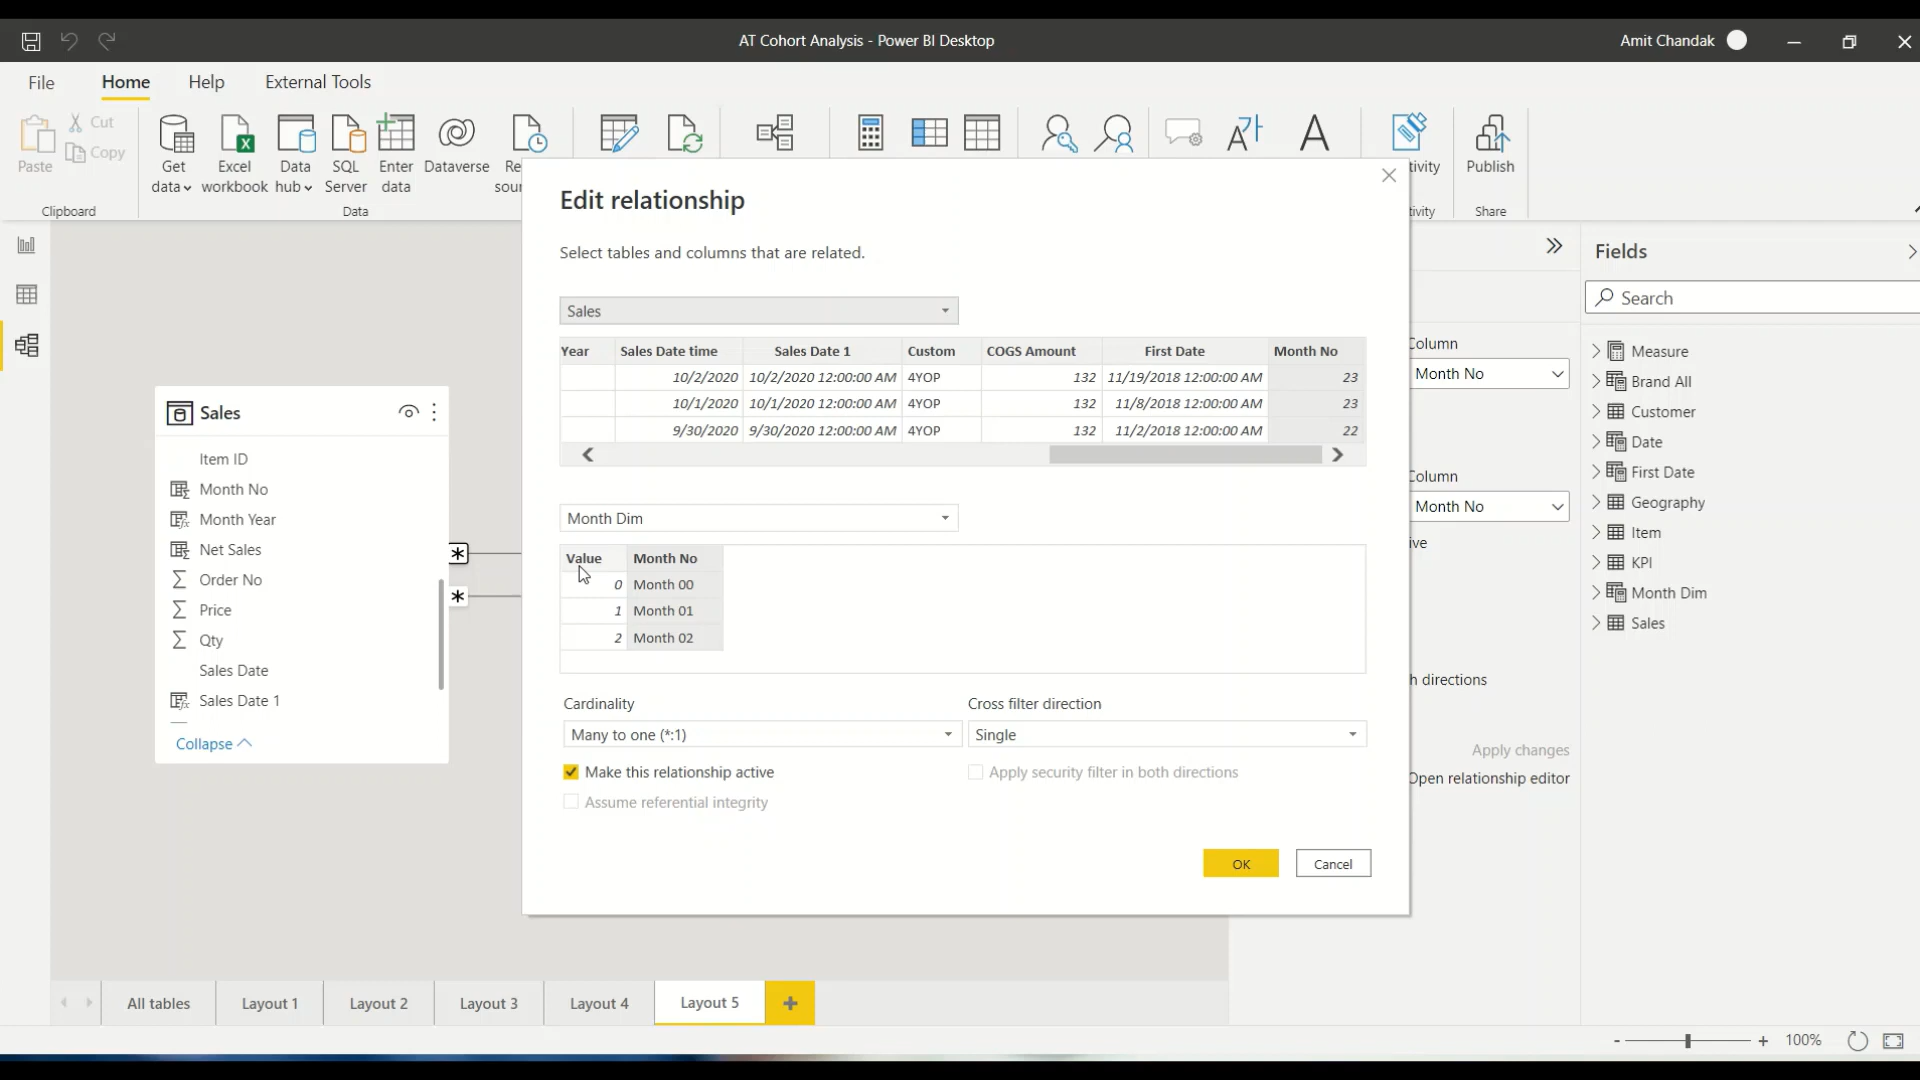 AT Cohort Analysis - Power BI Desktop
Amit Chandak
File
Home
Help
External Tools
Paste
Cut
Copy
Clipboard
Get
data
Excel
workbook
Data
hub
SQL
Server
Enter
data
Dataverse
Re
sour
Data
tivity
tivity
Publish
Share
Edit relationship
Select tables and columns that are related.
Sales
Year Sales Date time Sales Date 1 Custom COGS Amount First Date Month No
10/2/2020 10/2/2020 12:00:00 AM 4YOP 132 11/19/2018 12:00:00 AM 23
10/1/2020 10/1/2020 12:00:00 AM 4YOP 132 11/8/2018 12:00:00 AM 23
9/30/2020 9/30/2020 12:00:00 AM 4YOP 132 11/2/2018 12:00:00 AM 22
Month Dim
Value Month No
0 Month 00
1 Month 01
2 Month 02
Cardinality
Many to one (*:1)
Cross filter direction
Single
Make this relationship active
Apply security filter in both directions
Assume referential integrity
OK
Cancel
Sales
Item ID
Month No
Month Year
Net Sales
Order No
Price
Qty
Sales Date
Sales Date 1
Collapse
*
*
Column
Month No
Column
Month No
ive
h directions
Apply changes
Open relationship editor
Fields
Search
Measure
Brand All
Customer
Date
First Date
Geography
Item
KPI
Month Dim
Sales
All tables
Layout 1
Layout 2
Layout 3
Layout 4
Layout 5
+
- + 100%